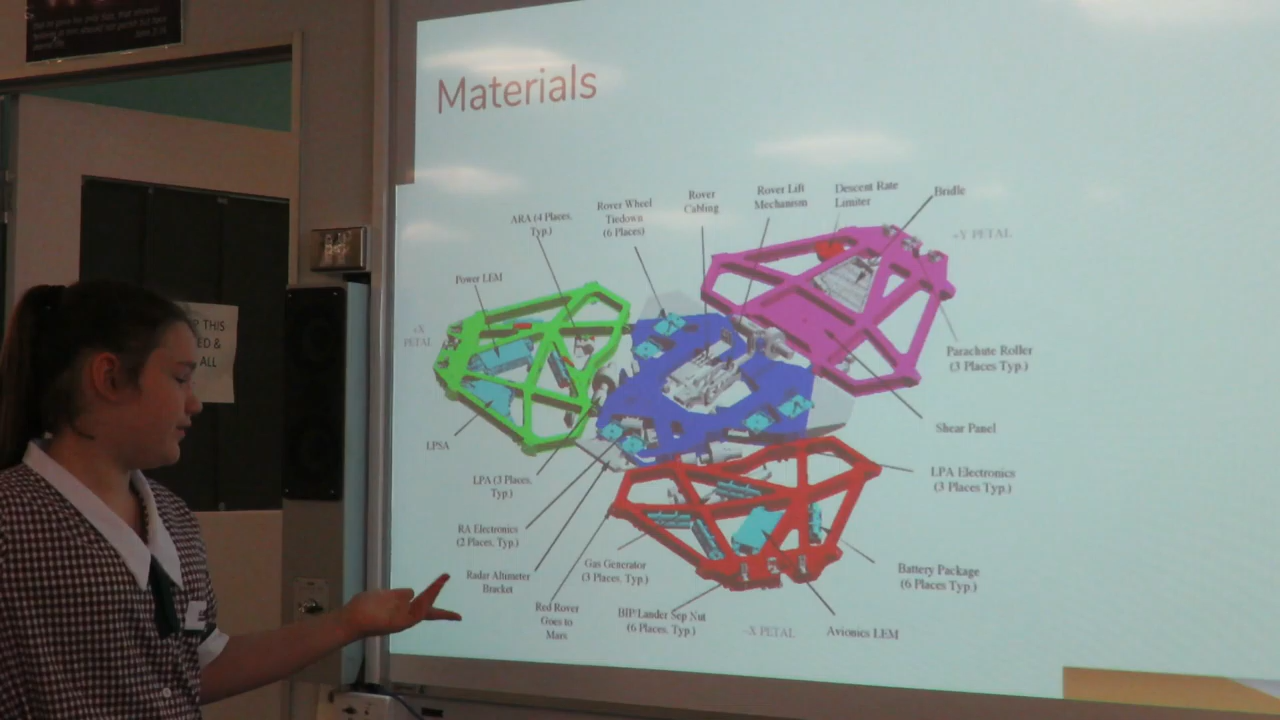 Materials
ARA (4 Places,
Typ.)
Rover Wheel
Tiedown
(6 Places)
Rover
Cabling
Rover Lift
Mechanism
Descent Rate
Limiter
Bridle
+Y PETAL
Power LEM
+X
PETAL
Parachute Roller
(3 Places Typ.)
Shear Panel
LPSA
LPA (3 Places,
Typ.)
LPA Electronics
(3 Places Typ.)
RA Electronics
(2 Places, Typ.)
Gas Generator
(3 Places, Typ.)
Battery Package
(6 Places Typ.)
Radar Altimeter
Bracket
Red Rover
Goes to
Mars
BIP/Lander Sep Nut
(6 Places, Typ.)
-X PETAL
Avionics LEM
THIS
ED &
ALL